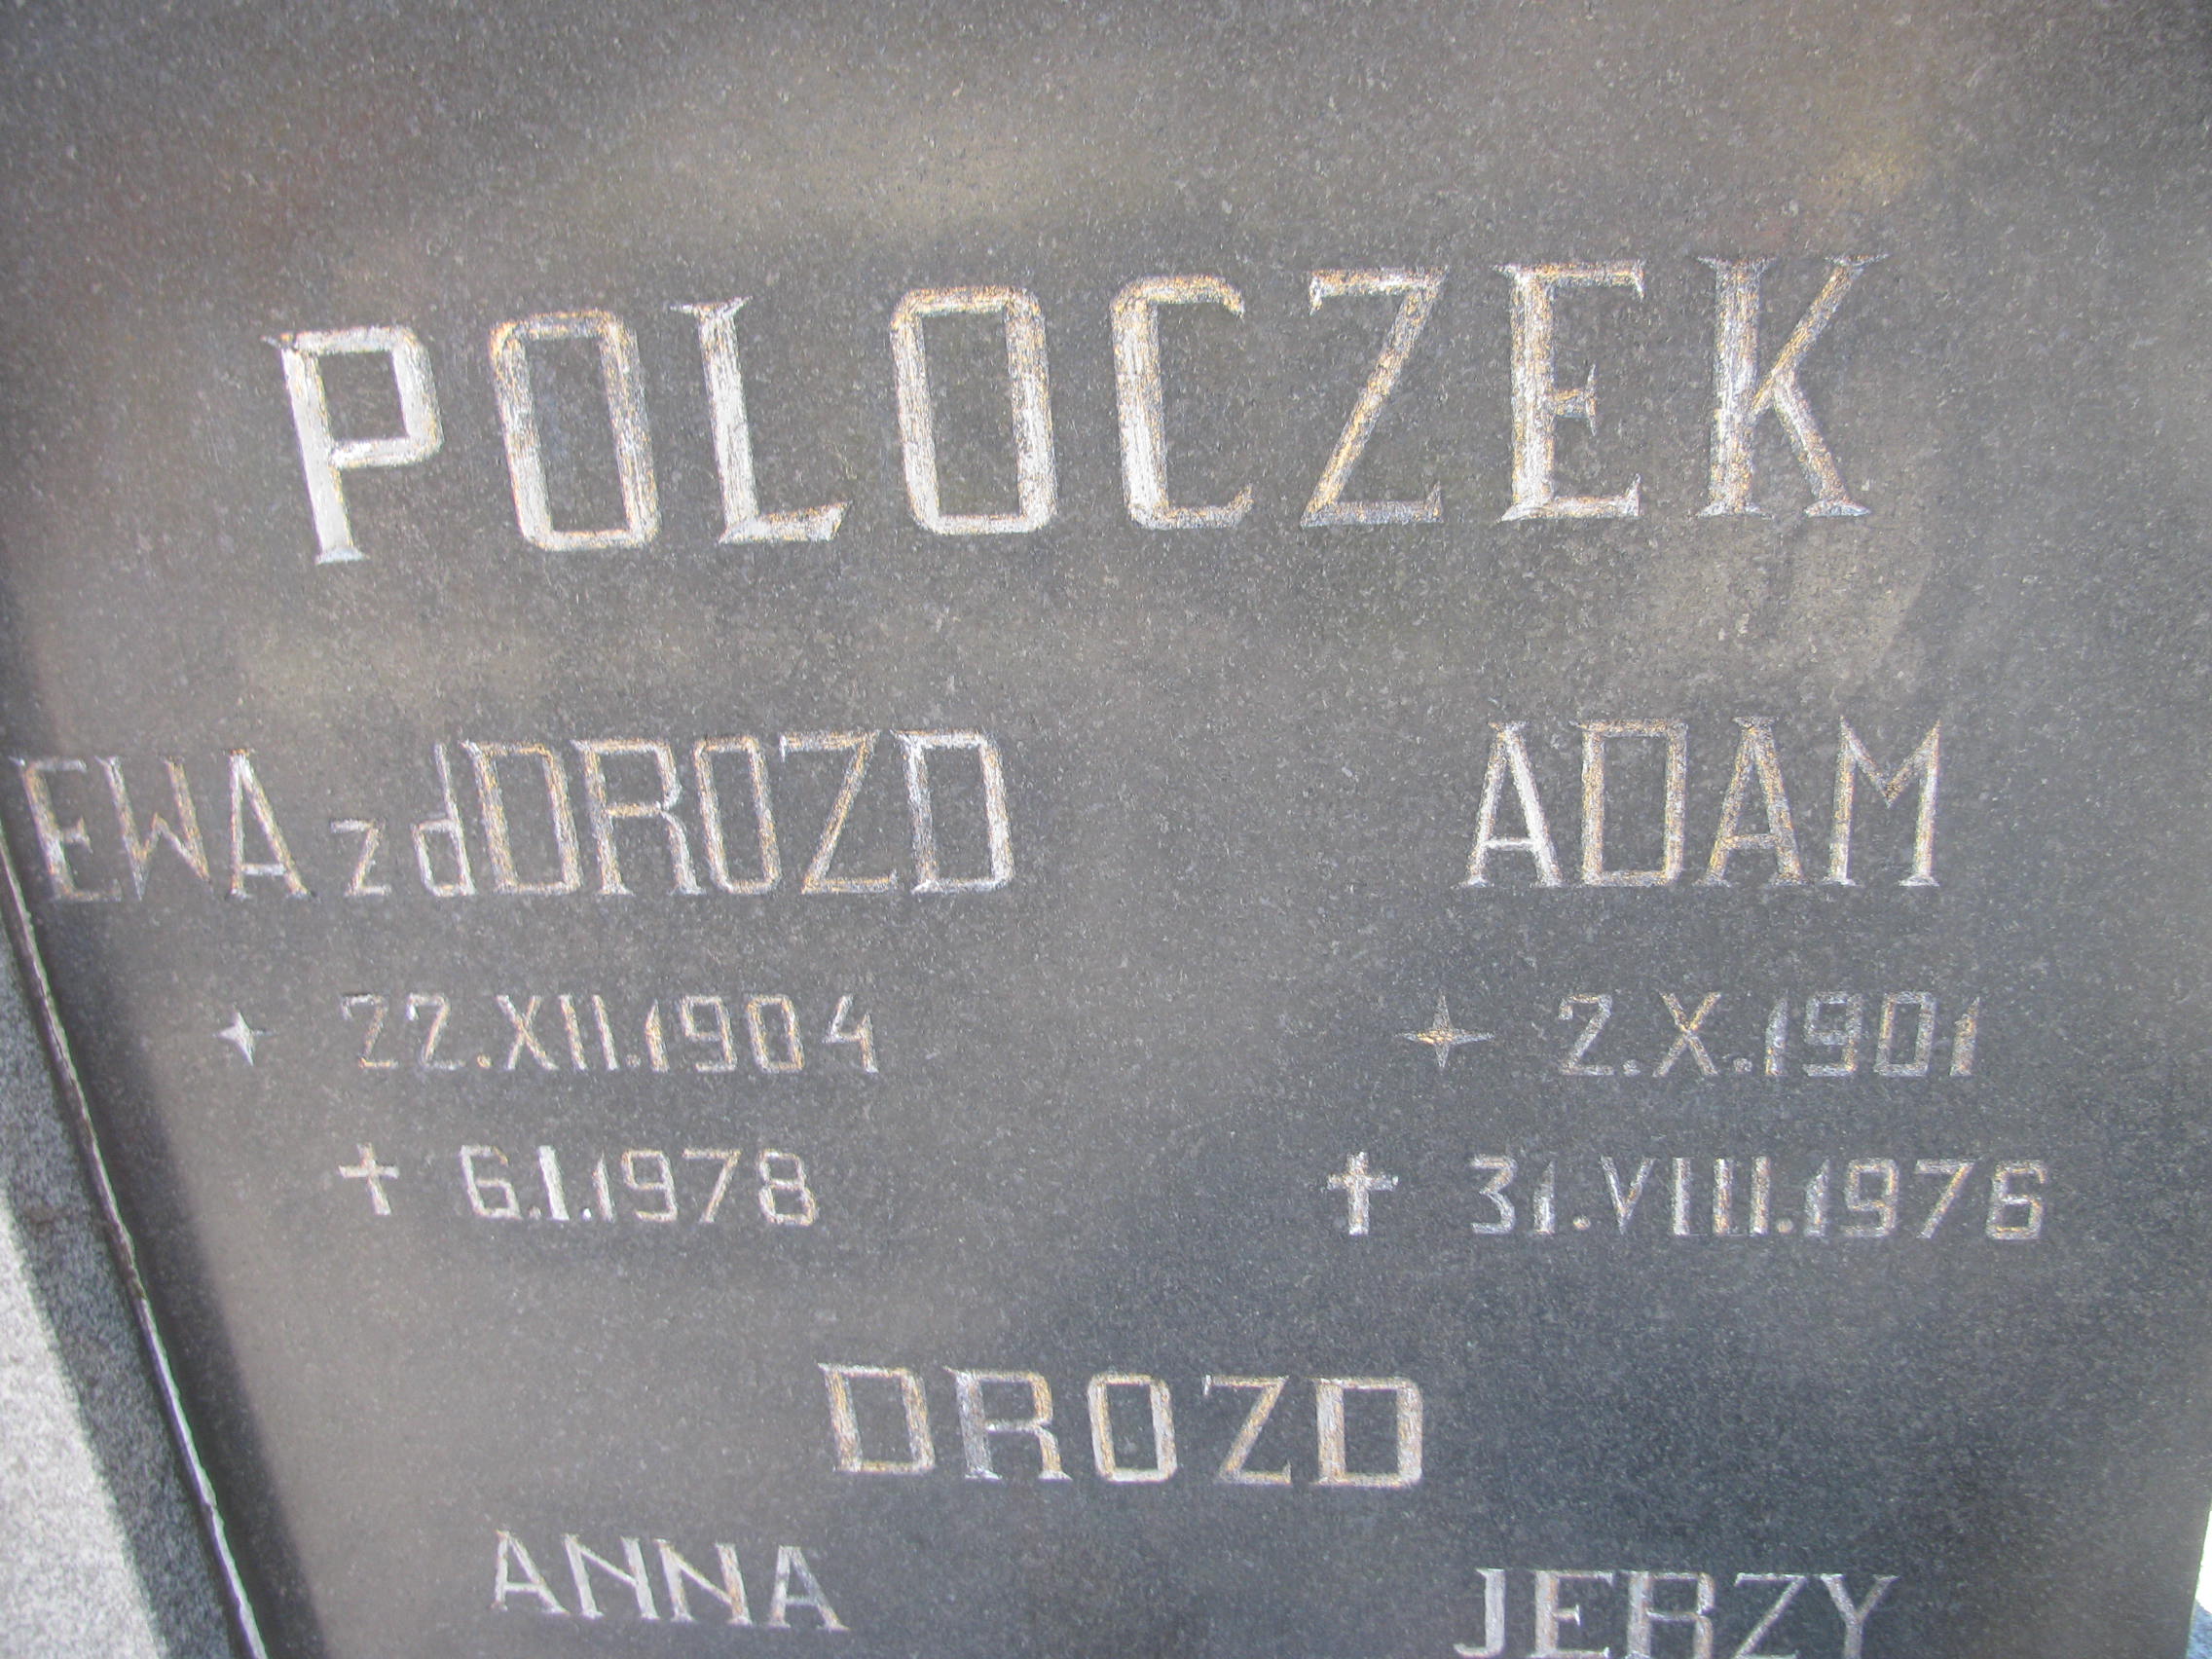 POLOCZEK
EWA zd DROZD ADAM
22.XII.1904 2.X.1901
6.I.1978 31.VIII.1976
DROZD
ANNA JERZY